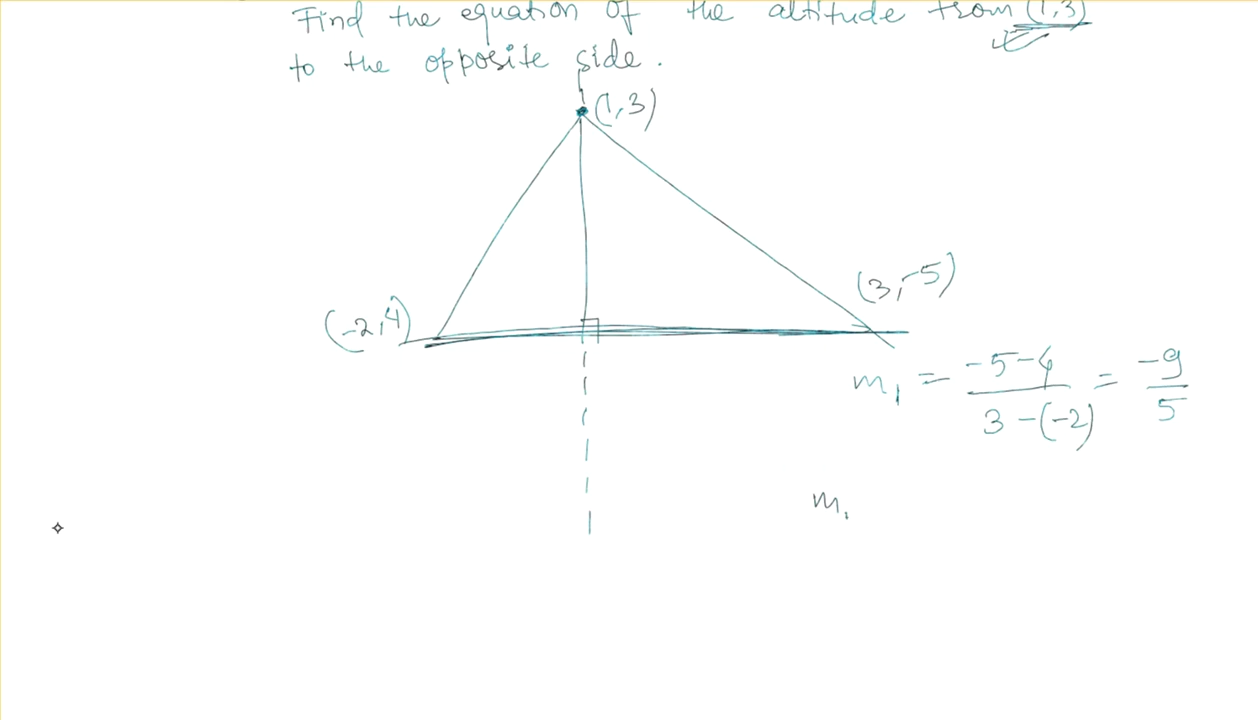 Find the equation of the altitude from (1,3)
to the opposite side.
(1,3)
(3,-5)
(-2,4)
m₁ = -5-4 / 3-(-2) = -9 / 5
m₁